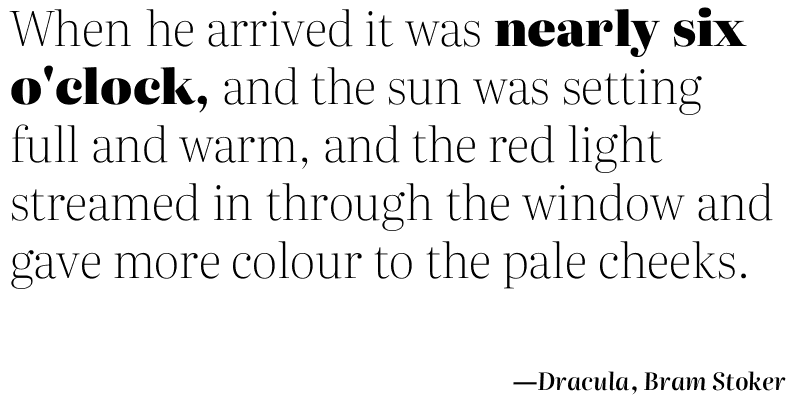 When he arrived it was nearly six
o'clock, and the sun was setting
full and warm, and the red light
streamed in through the window and
gave more colour to the pale cheeks.
—Dracula, Bram Stoker